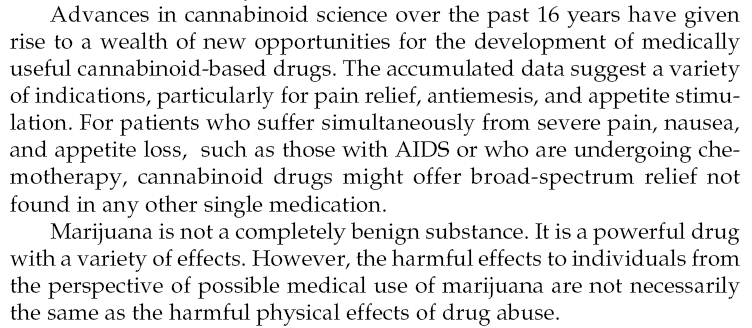 Advances in cannabinoid science over the past 16 years have given
rise to a wealth of new opportunities for the development of medically
useful cannabinoid-based drugs. The accumulated data suggest a variety
of indications, particularly for pain relief, antiemesis, and appetite stimu-
lation. For patients who suffer simultaneously from severe pain, nausea,
and appetite loss, such as those with AIDS or who are undergoing che-
motherapy, cannabinoid drugs might offer broad-spectrum relief not
found in any other single medication.
Marijuana is not a completely benign substance. It is a powerful drug
with a variety of effects. However, the harmful effects to individuals from
the perspective of possible medical use of marijuana are not necessarily
the same as the harmful physical effects of drug abuse.